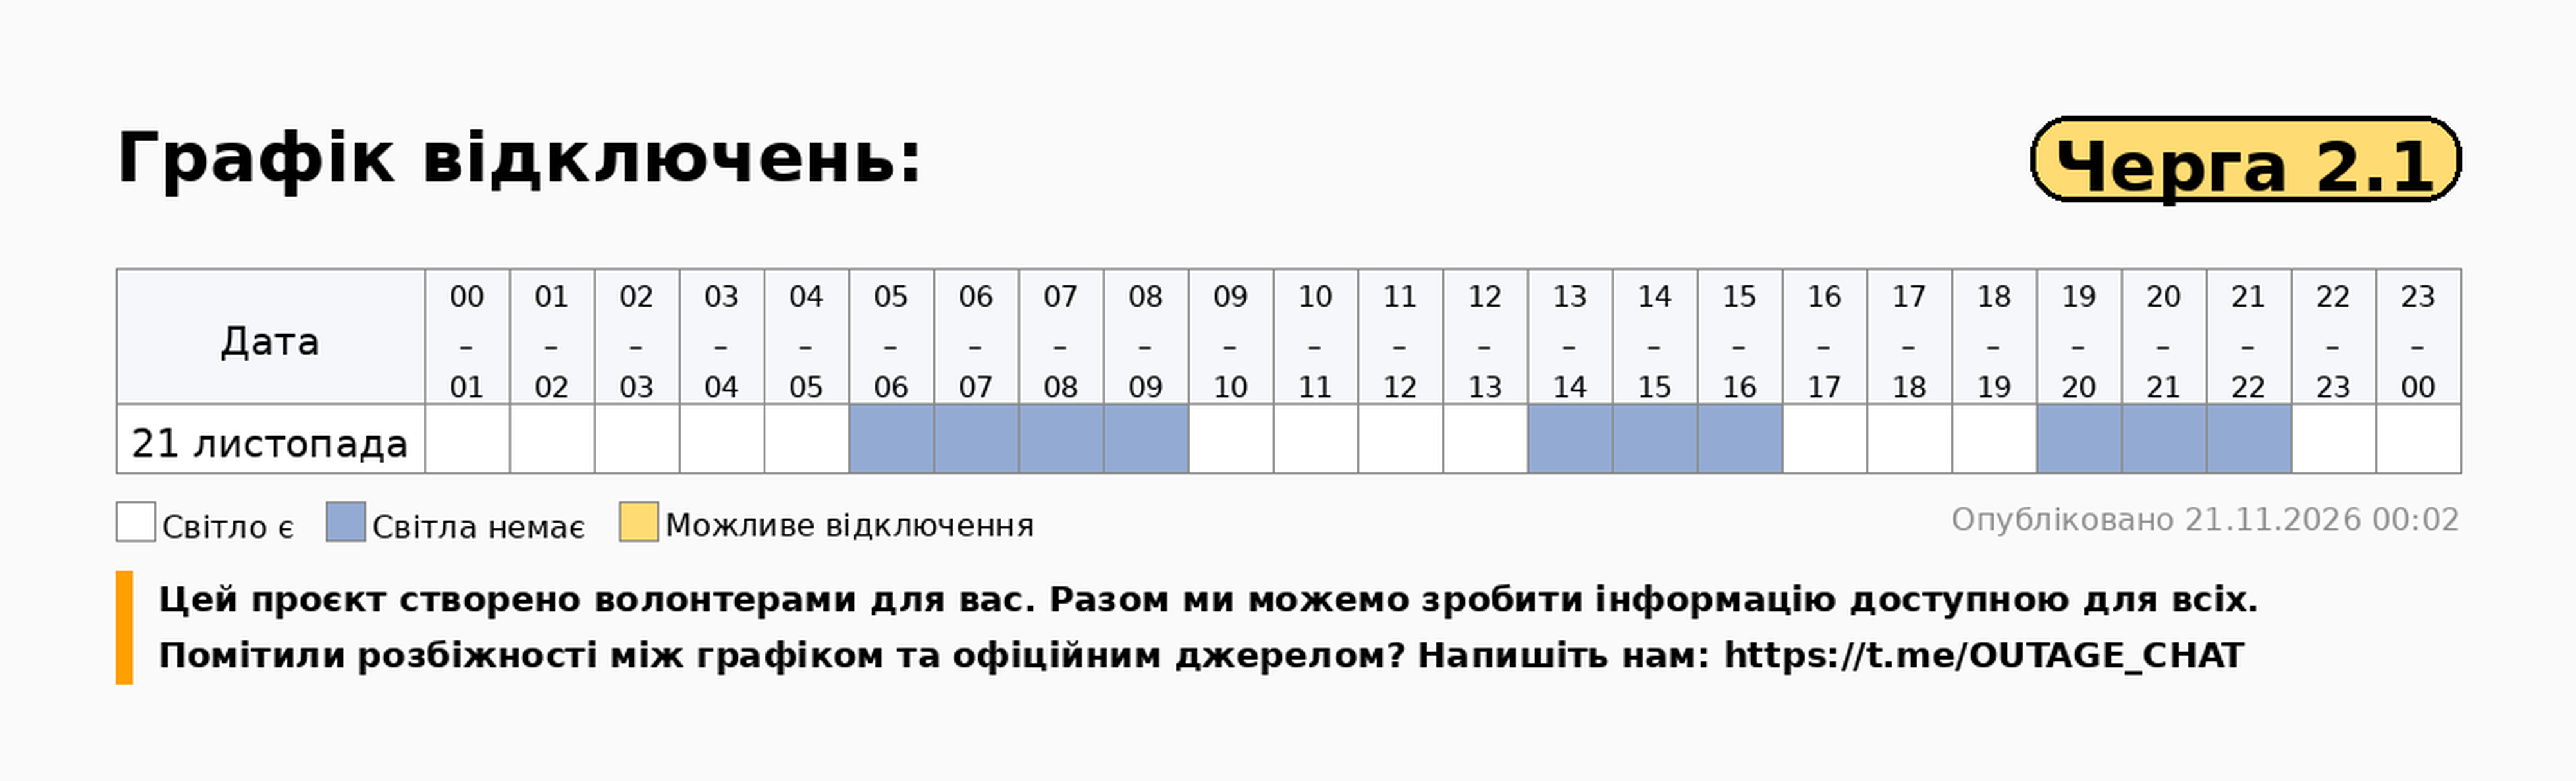 Графік відключень:
Черга 2.1
Дата
00 – 01
01 – 02
02 – 03
03 – 04
04 – 05
05 – 06
06 – 07
07 – 08
08 – 09
09 – 10
10 – 11
11 – 12
12 – 13
13 – 14
14 – 15
15 – 16
16 – 17
17 – 18
18 – 19
19 – 20
20 – 21
21 – 22
22 – 23
23 – 00
21 листопада
Світло є
Світла немає
Можливе відключення
Опубліковано 21.11.2026 00:02
Цей проєкт створено волонтерами для вас. Разом ми можемо зробити інформацію доступною для всіх.
Помітили розбіжності між графіком та офіційним джерелом? Напишіть нам: https://t.me/OUTAGE_CHAT